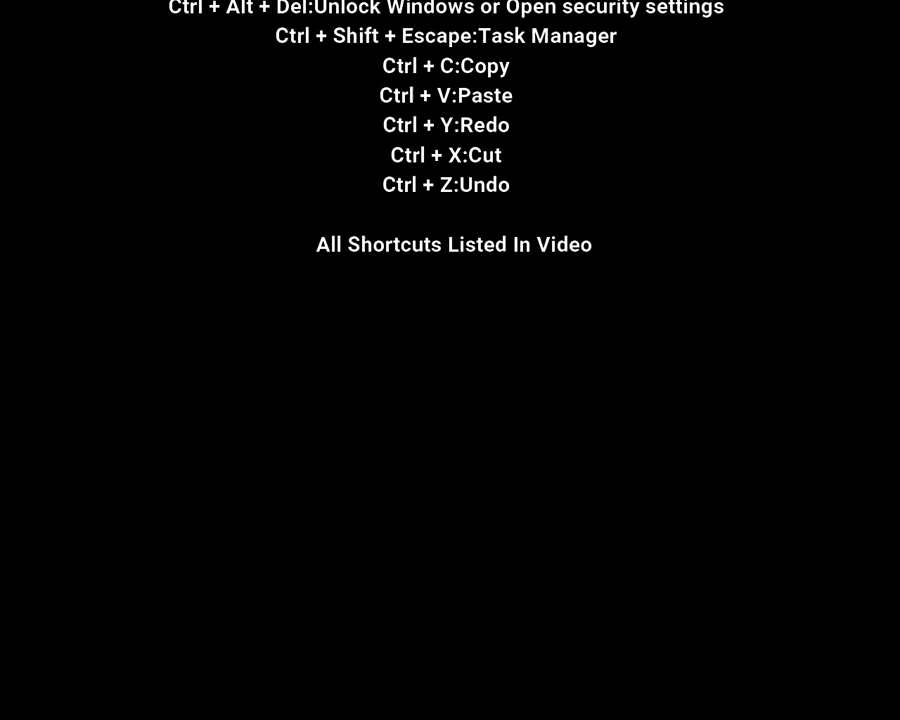 Ctrl + Alt + Del:Unlock Windows or Open security settings
Ctrl + Shift + Escape:Task Manager
Ctrl + C:Copy
Ctrl + V:Paste
Ctrl + Y:Redo
Ctrl + X:Cut
Ctrl + Z:Undo
All Shortcuts Listed In Video